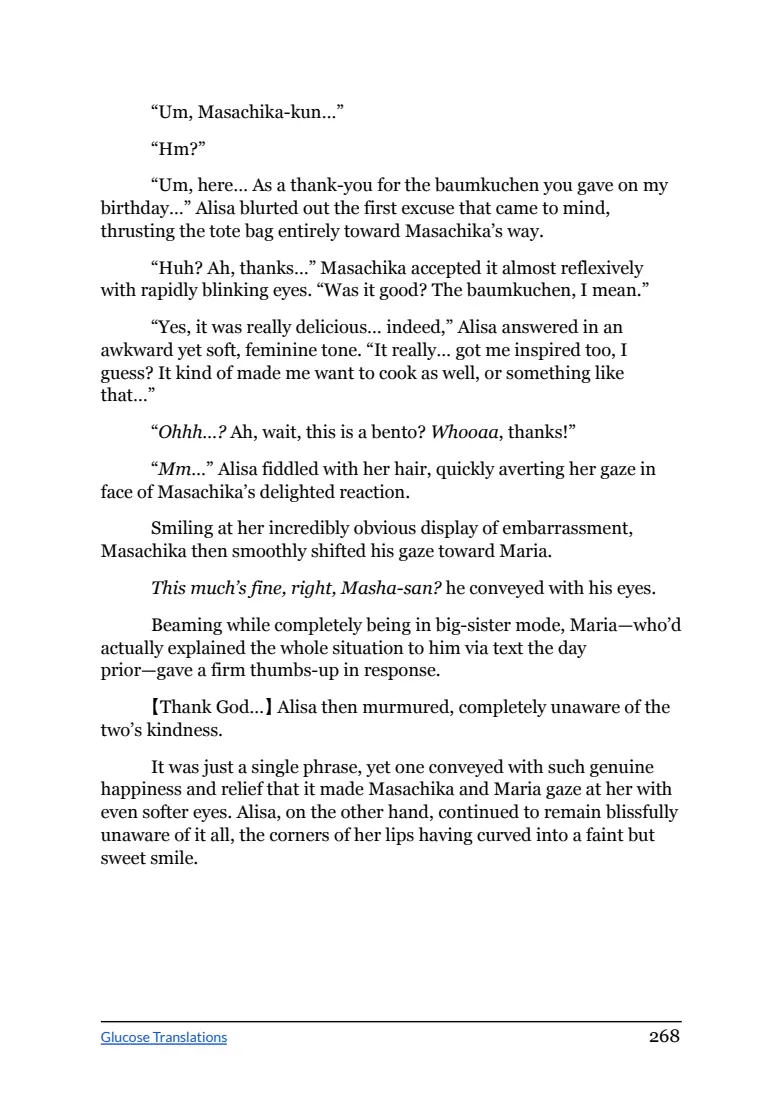 “Um, Masachika-kun…”
“Hm?”
“Um, here… As a thank-you for the baumkuchen you gave on my
birthday…” Alisa blurted out the first excuse that came to mind,
thrusting the tote bag entirely toward Masachika’s way.
“Huh? Ah, thanks…” Masachika accepted it almost reflexively
with rapidly blinking eyes. “Was it good? The baumkuchen, I mean.”
“Yes, it was really delicious… indeed,” Alisa answered in an
awkward yet soft, feminine tone. “It really… got me inspired too, I
guess? It kind of made me want to cook as well, or something like
that…”
“Ohhh…? Ah, wait, this is a bento? Whooaa, thanks!”
“Mm…” Alisa fiddled with her hair, quickly averting her gaze in
face of Masachika’s delighted reaction.
Smiling at her incredibly obvious display of embarrassment,
Masachika then smoothly shifted his gaze toward Maria.
This much’s fine, right, Masha-san? he conveyed with his eyes.
Beaming while completely being in big-sister mode, Maria—who’d
actually explained the whole situation to him via text the day
prior—gave a firm thumbs-up in response.
【Thank God…】 Alisa then murmured, completely unaware of the
two’s kindness.
It was just a single phrase, yet one conveyed with such genuine
happiness and relief that it made Masachika and Maria gaze at her with
even softer eyes. Alisa, on the other hand, continued to remain blissfully
unaware of it all, the corners of her lips having curved into a faint but
sweet smile.
Glucose Translations 268